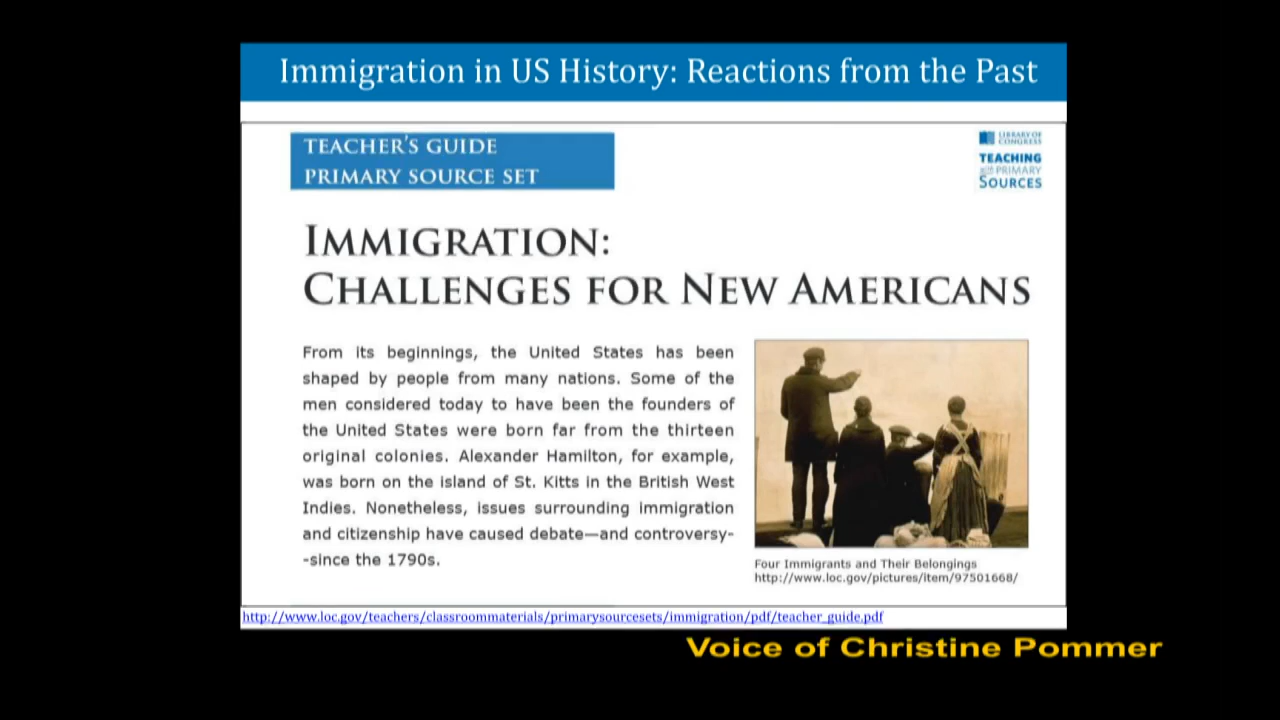 Immigration in US History: Reactions from the Past
TEACHER'S GUIDE
PRIMARY SOURCE SET
LIBRARY OF
CONGRESS
TEACHING
with PRIMARY
SOURCES
IMMIGRATION:
CHALLENGES FOR NEW AMERICANS
From its beginnings, the United States has been
shaped by people from many nations. Some of the
men considered today to have been the founders of
the United States were born far from the thirteen
original colonies. Alexander Hamilton, for example,
was born on the island of St. Kitts in the British West
Indies. Nonetheless, issues surrounding immigration
and citizenship have caused debate—and controversy-
-since the 1790s.
Four Immigrants and Their Belongings
http://www.loc.gov/pictures/item/97501668/
http://www.loc.gov/teachers/classroommaterials/primarysourcesets/immigration/pdf/teacher_guide.pdf
Voice of Christine Pommer